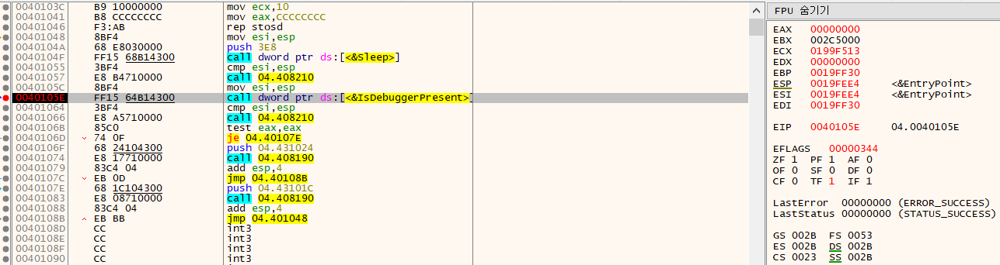 0040103C B9 10000000 mov ecx,10
00401041 B8 CCCCCCCC mov eax,CCCCCCCC
00401046 F3:AB rep stosd
00401048 8BF4 mov esi,esp
0040104A 68 E8030000 push 3E8
0040104F FF15 68B14300 call dword ptr ds:[<&Sleep>]
00401055 3BF4 cmp esi,esp
00401057 E8 B4710000 call 04.408210
0040105C 8BF4 mov esi,esp
0040105E FF15 64B14300 call dword ptr ds:[<&IsDebuggerPresent>]
00401064 3BF4 cmp esi,esp
00401066 E8 A5710000 call 04.408210
0040106B 85C0 test eax,eax
0040106D 74 0F je 04.40107E
0040106F 68 24104300 push 04.431024
00401074 E8 17710000 call 04.408190
00401079 83C4 04 add esp,4
0040107C EB 0D jmp 04.40108B
0040107E 68 1C104300 push 04.43101C
00401083 E8 08710000 call 04.408190
00401088 83C4 04 add esp,4
0040108B EB BB jmp 04.401048
0040108D CC int3
0040108E CC int3
0040108F CC int3
00401090 CC int3
FPU 숨기기
EAX 00000000
EBX 002C5000
ECX 0199F513
EDX 00000000
EBP 0019FF30
ESP 0019FEE4 <&EntryPoint>
ESI 0019FEE4 <&EntryPoint>
EDI 0019FF30
EIP 0040105E 04.0040105E
EFLAGS 00000344
ZF 1 PF 1 AF 0
OF 0 SF 0 DF 0
CF 0 TF 1 IF 1
LastError 00000000 (ERROR_SUCCESS)
LastStatus 00000000 (STATUS_SUCCESS)
GS 002B FS 0053
ES 002B DS 002B
CS 0023 SS 002B